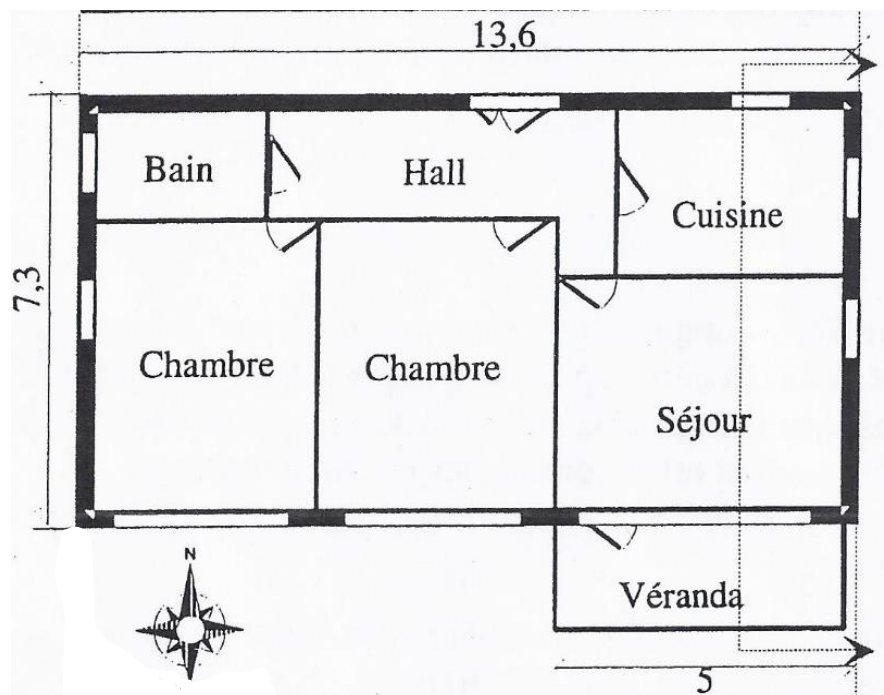 13,6
Bain
Hall
Cuisine
7,3
Chambre
Chambre
Séjour
N
Véranda
5